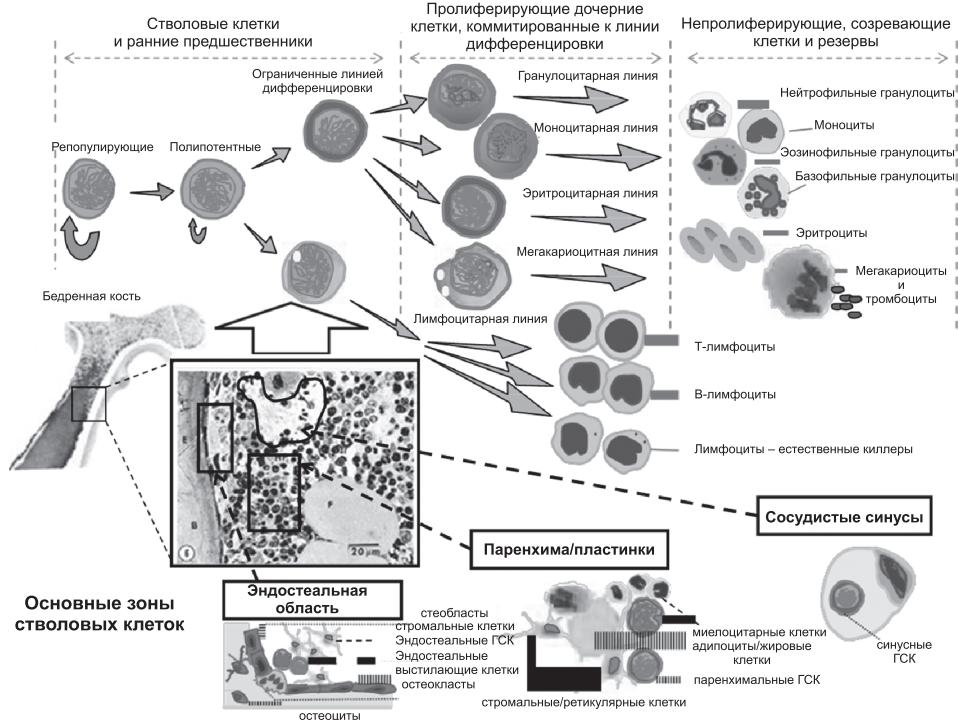 Стволовые клетки
и ранние предшественники
Пролиферирующие дочерние
клетки, коммитированные к линии
дифференцировки
Непролиферирующие, созревающие
клетки и резервы
Ограниченные линией
дифференцировки
Репопулирующие
Полипотентные
Гранулоцитарная линия
Моноцитарная линия
Эритроцитарная линия
Мегакариоцитная линия
Лимфоцитарная линия
Нейтрофильные гранулоциты
Моноциты
Эозинофильные гранулоциты
Базофильные гранулоциты
Эритроциты
Мегакариоциты
и
тромбоциты
Т-лимфоциты
В-лимфоциты
Лимфоциты – естественные киллеры
Бедренная кость
20 μm
Сосудистые синусы
Паренхима/пластинки
Эндостеальная
область
Основные зоны
стволовых клеток
стеобласты
стромальные клетки
Эндостеальные ГСК
Эндостеальные
выстилающие клетки
остеокласты
остеоциты
миелоцитарные клетки
адипоциты/жировые
клетки
паренхимальные ГСК
стромальные/ретикулярные клетки
синусные
ГСК